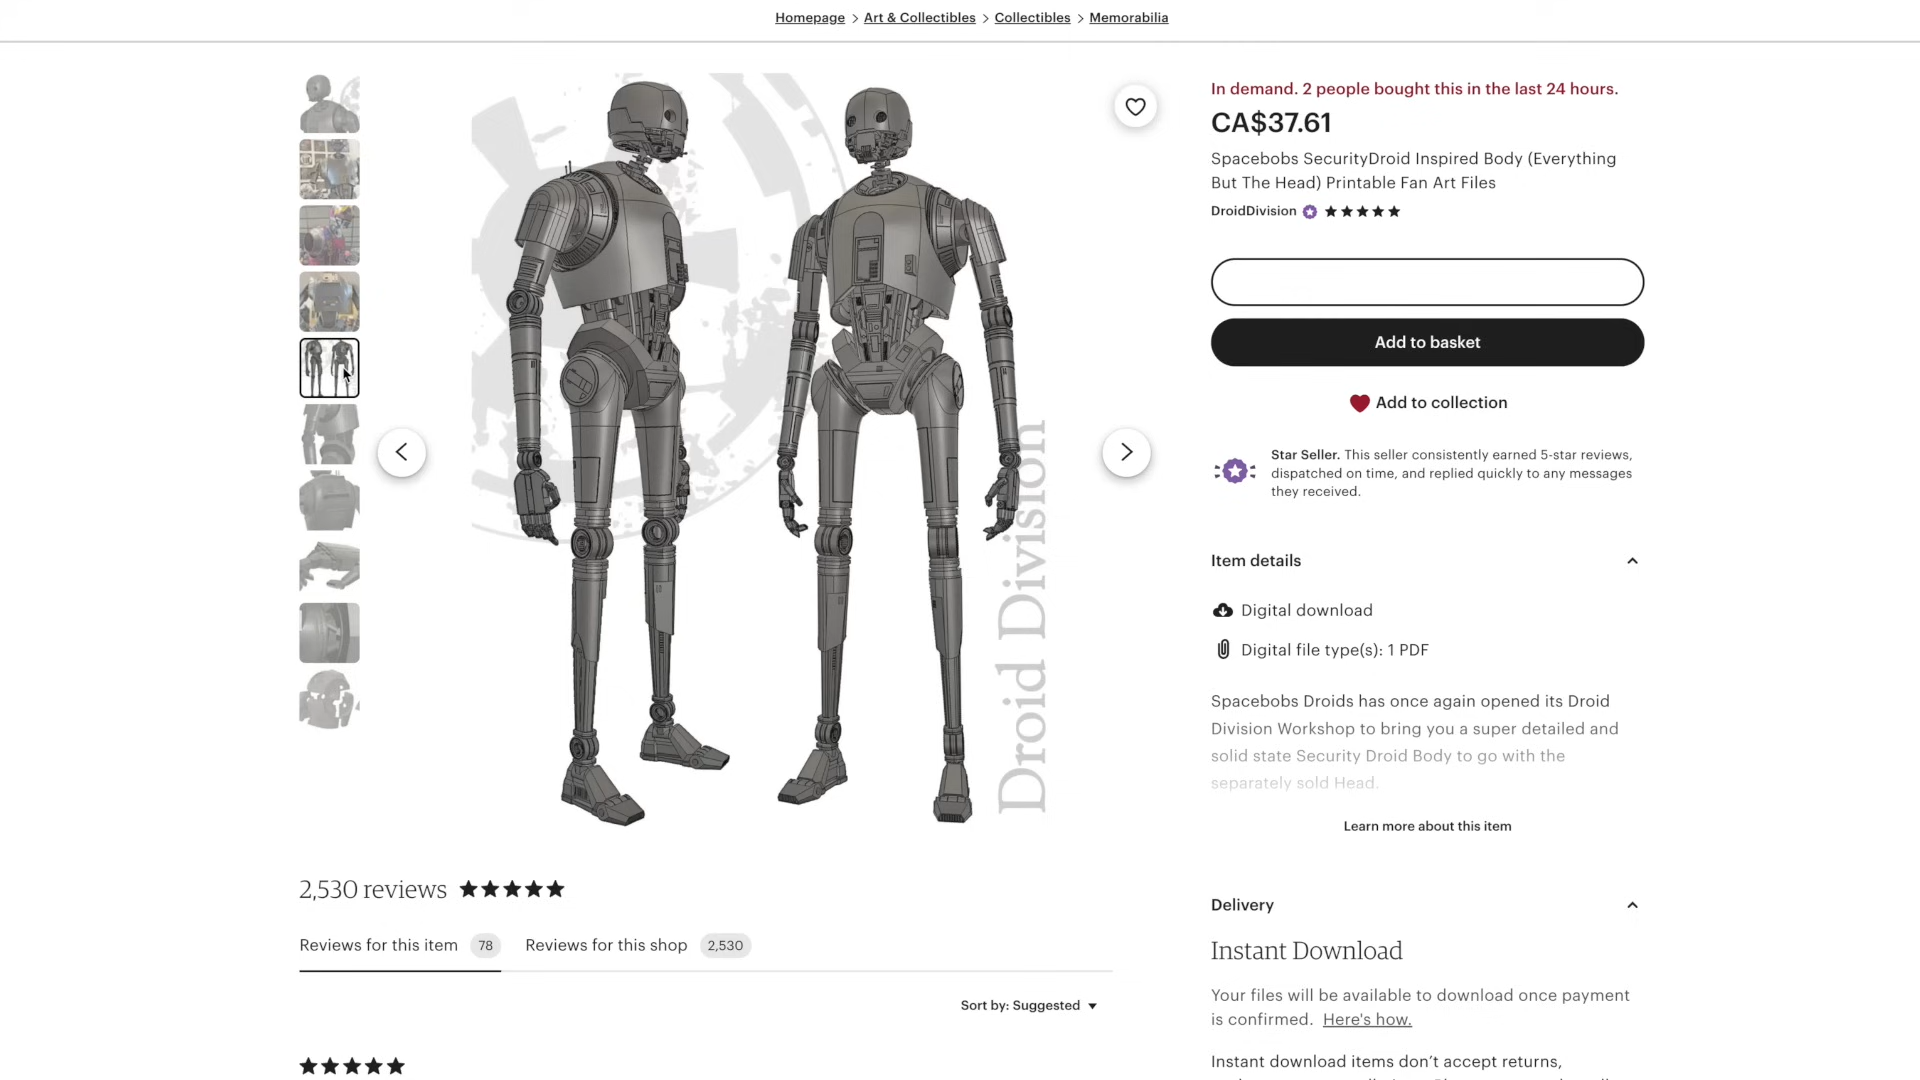 Homepage > Art & Collectibles > Collectibles > Memorabilia
In demand. 2 people bought this in the last 24 hours.
CA$37.61
Spacebobs SecurityDroid Inspired Body (Everything
But The Head) Printable Fan Art Files
DroidDivision
Add to basket
Add to collection
Star Seller. This seller consistently earned 5-star reviews,
dispatched on time, and replied quickly to any messages
they received.
Item details
Digital download
Digital file type(s): 1 PDF
Spacebobs Droids has once again opened its Droid
Division Workshop to bring you a super detailed and
solid state Security Droid Body to go with the
separately sold Head.
Learn more about this item
Droid Division
2,530 reviews
Reviews for this item 78
Reviews for this shop 2,530
Sort by: Suggested
Delivery
Instant Download
Your files will be available to download once payment
is confirmed. Here's how.
Instant download items don’t accept returns,